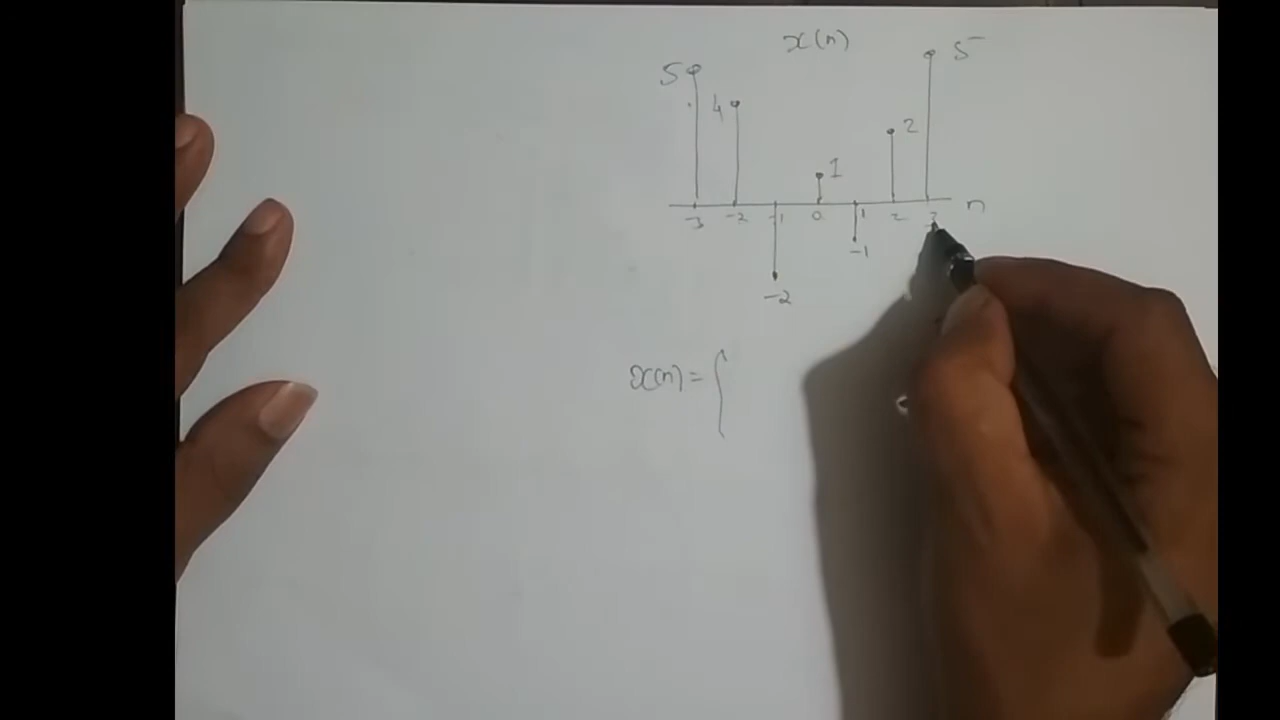 x(n)
5 4 1 2 5
-3 -2 -1 0 1 2 3 n
-2 -1
x(n) = {